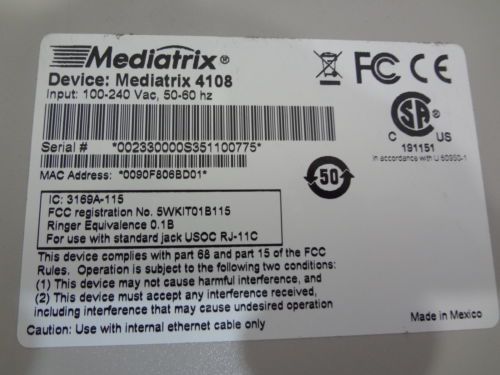 Mediatrix®
Device: Mediatrix 4108
Input: 100-240 Vac, 50-60 hz
FC CE
SA ®
C US
191151
In accordance with U 60950-1
Serial # *002330000S351100775*
MAC Address: *0090F806BD01*
50
IC: 3169A-115
FCC registration No. 5WKIT01B115
Ringer Equivalence 0.1B
For use with standard jack USOC RJ-11C
This device complies with part 68 and part 15 of the FCC
Rules. Operation is subject to the following two conditions:
(1) This device may not cause harmful interference, and
(2) This device must accept any interference received,
including interference that may cause undesired operation
Caution: Use with internal ethernet cable only
Made in Mexico